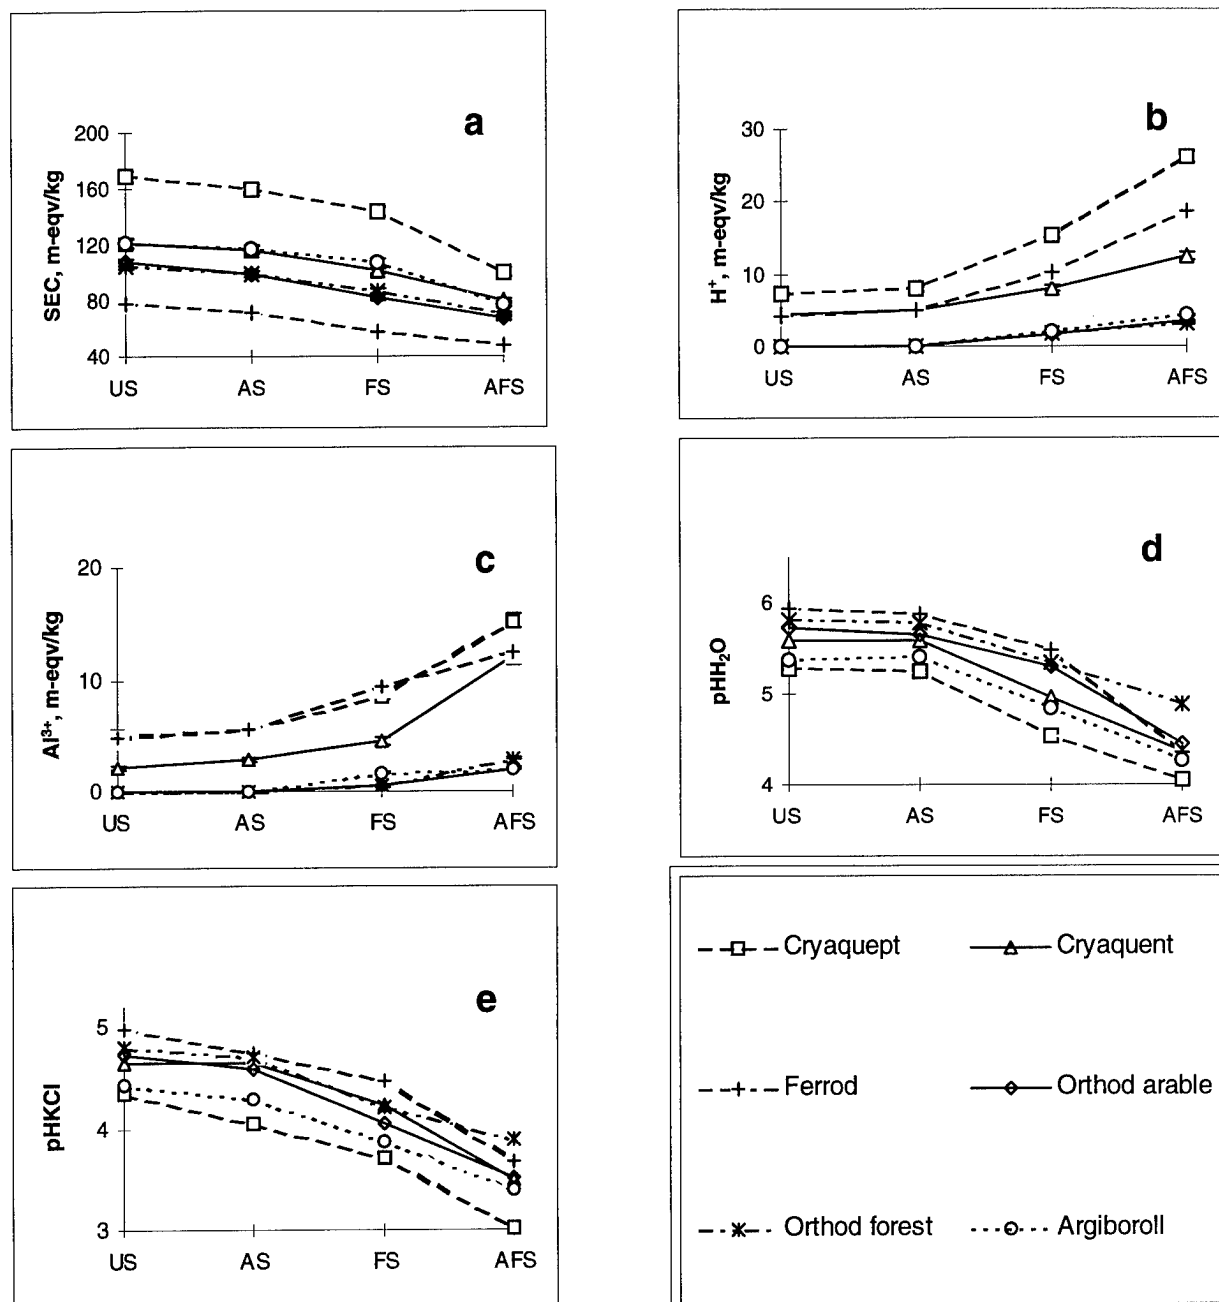 a
SEC, m-eqv/kg
200
160
120
80
40
US AS FS AFS
b
H⁺, m-eqv/kg
30
20
10
0
US AS FS AFS
c
Al³⁺, m-eqv/kg
20
10
0
US AS FS AFS
d
pHH₂O
6
5
4
US AS FS AFS
e
pHKCl
5
4
3
US AS FS AFS
Cryaquept Cryaquent
Ferrod Orthod arable
Orthod forest Argiboroll